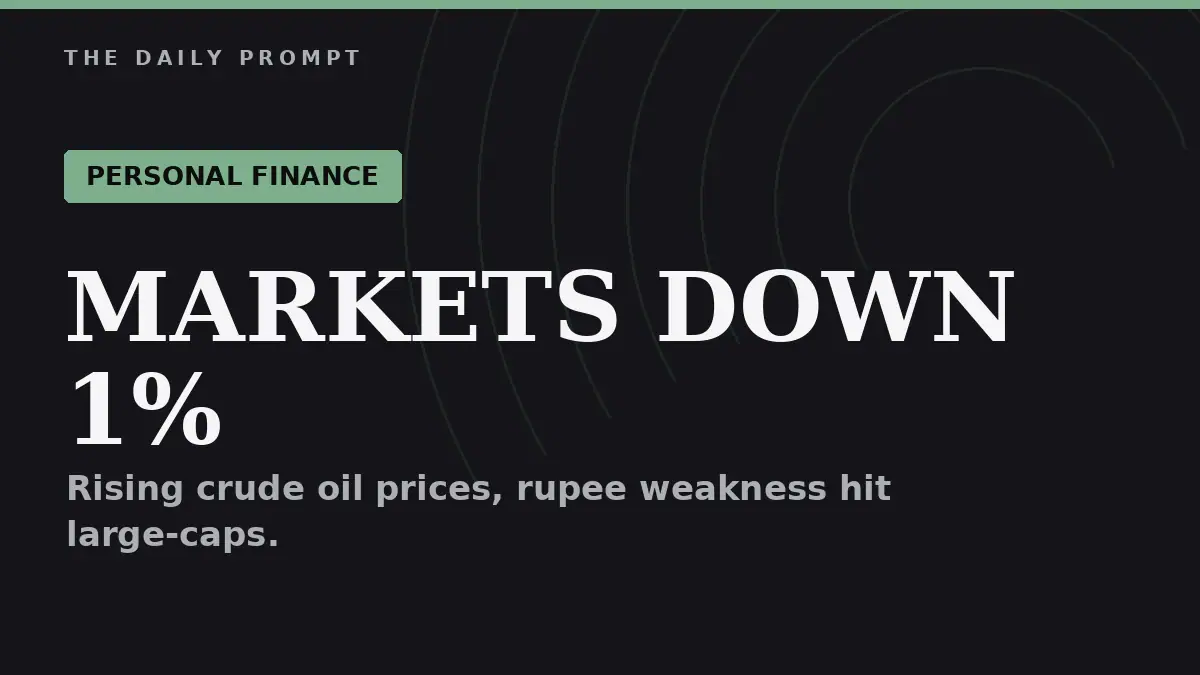 THE DAILY PROMPT
PERSONAL FINANCE
MARKETS DOWN
1%
Rising crude oil prices, rupee weakness hit
large-caps.